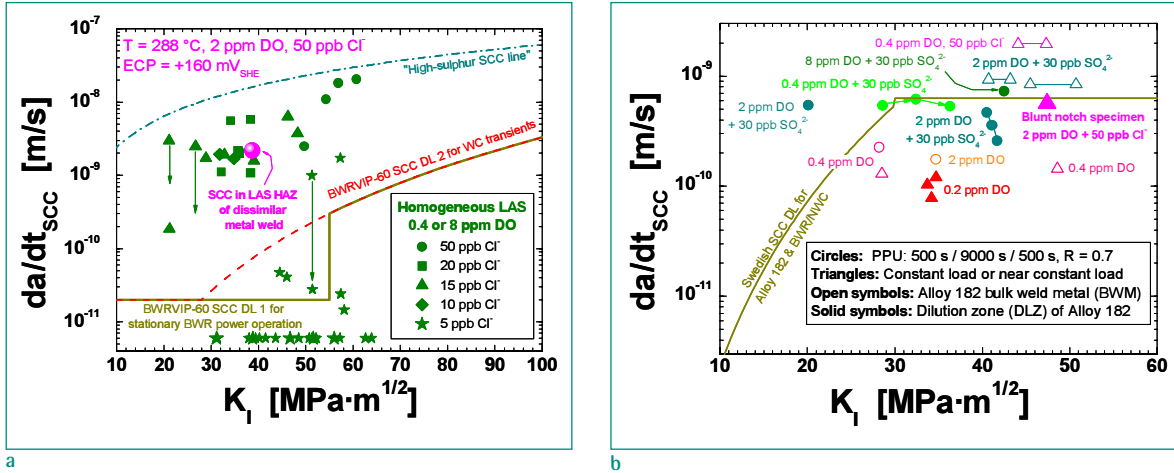 10⁻⁷
10⁻⁸
10⁻⁹
10⁻¹⁰
10⁻¹¹
da/dt_SCC [m/s]
T = 288 °C, 2 ppm DO, 50 ppb Cl⁻
ECP = +160 mV_SHE
"High-sulphur SCC line"
BWRVIP-60 SCC DL 2 for WC transients
SCC in LAS HAZ
of dissimilar
metal weld
Homogeneous LAS
0.4 or 8 ppm DO
50 ppb Cl⁻
20 ppb Cl⁻
15 ppb Cl⁻
10 ppb Cl⁻
5 ppb Cl⁻
BWRVIP-60 SCC DL 1 for
stationary BWR power operation
10 20 30 40 50 60 70 80 90 100
K_I [MPa·m^1/2]
a
10⁻⁸
10⁻⁹
10⁻¹⁰
10⁻¹¹
da/dt_SCC [m/s]
0.4 ppm DO, 50 ppb Cl⁻
8 ppm DO + 30 ppb SO₄²⁻
2 ppm DO + 30 ppb SO₄²⁻
0.4 ppm DO + 30 ppb SO₄²⁻
2 ppm DO
+ 30 ppb SO₄²⁻
2 ppm DO
+ 30 ppb SO₄²⁻
Blunt notch specimen
2 ppm DO + 50 ppb Cl⁻
0.4 ppm DO
2 ppm DO
0.4 ppm DO
0.2 ppm DO
Swedish SCC DL for
Alloy 182 & BWR/NWC
Circles: PPU: 500 s / 9000 s / 500 s, R = 0.7
Triangles: Constant load or near constant load
Open symbols: Alloy 182 bulk weld metal (BWM)
Solid symbols: Dilution zone (DLZ) of Alloy 182
10 20 30 40 50 60
K_I [MPa·m^1/2]
b